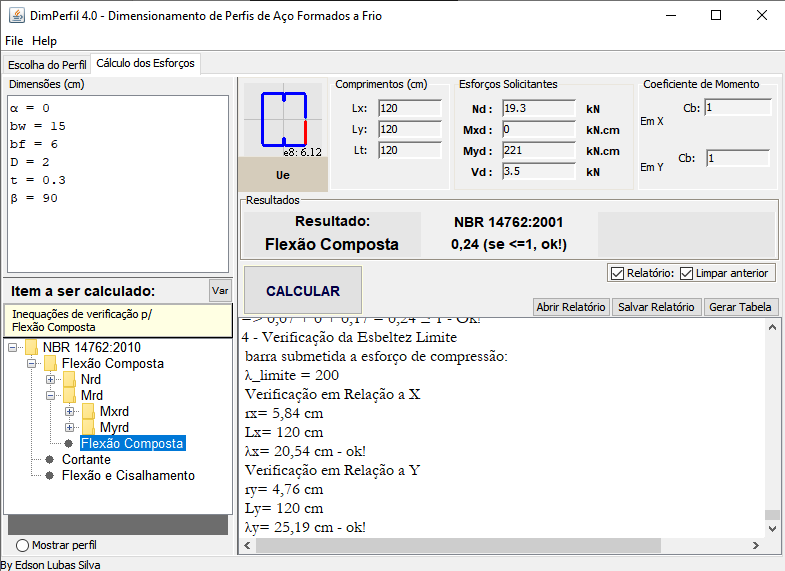 DimPerfil 4.0 - Dimensionamento de Perfis de Aço Formados a Frio
File Help
Escolha do Perfil Cálculo dos Esforços
Dimensões (cm)
α = 0
bw = 15
bf = 6
D = 2
t = 0.3
β = 90
e8: 6.12
Ue
Comprimentos (cm)
Lx: 120
Ly: 120
Lt: 120
Esforços Solicitantes
Nd : 19.3 kN
Mxd : 0 kN.cm
Myd : 221 kN.cm
Vd : 3.5 kN
Coeficiente de Momento
Em X Cb: 1
Em Y Cb: 1
Resultados
Resultado: NBR 14762:2001
Flexão Composta 0,24 (se <=1, ok!)
Item a ser calculado: Var
Inequações de verificação p/
Flexão Composta
NBR 14762:2010
Flexão Composta
Nrd
Mrd
Mxrd
Myrd
Flexão Composta
Cortante
Flexão e Cisalhamento
Mostrar perfil
By Edson Lubas Silva
CALCULAR
Relatório: Limpar anterior
Abrir Relatório Salvar Relatório Gerar Tabela
=> 0,07 + 0 + 0,17 = 0,24 ≤ 1 - Ok!
4 - Verificação da Esbeltez Limite
barra submetida a esforço de compressão:
λ_limite = 200
Verificação em Relação a X
rx= 5,84 cm
Lx= 120 cm
λx= 20,54 cm - ok!
Verificação em Relação a Y
ry= 4,76 cm
Ly= 120 cm
λy= 25,19 cm - ok!